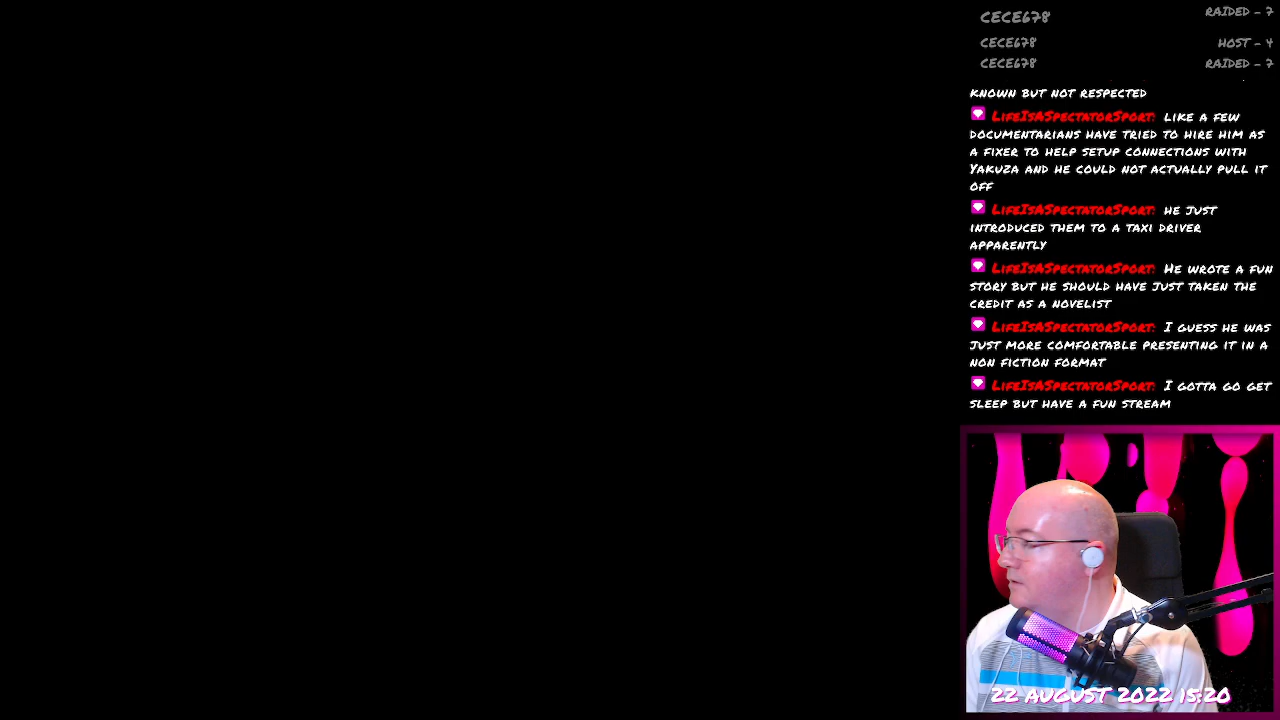 CECE678 RAIDED - 7
CECE678 HOST - 4
CECE678 RAIDED - 7
KNOWN BUT NOT RESPECTED
LifeIsASpectatorSport: LIKE A FEW
DOCUMENTARIANS HAVE TRIED TO HIRE HIM AS
A FIXER TO HELP SETUP CONNECTIONS WITH
YAKUZA AND HE COULD NOT ACTUALLY PULL IT
OFF
LifeIsASpectatorSport: HE JUST
INTRODUCED THEM TO A TAXI DRIVER
APPARENTLY
LifeIsASpectatorSport: HE WROTE A FUN
STORY BUT HE SHOULD HAVE JUST TAKEN THE
CREDIT AS A NOVELIST
LifeIsASpectatorSport: I GUESS HE WAS
JUST MORE COMFORTABLE PRESENTING IT IN A
NON FICTION FORMAT
LifeIsASpectatorSport: I GOTTA GO GET
SLEEP BUT HAVE A FUN STREAM
22 AUGUST 2022 15:20